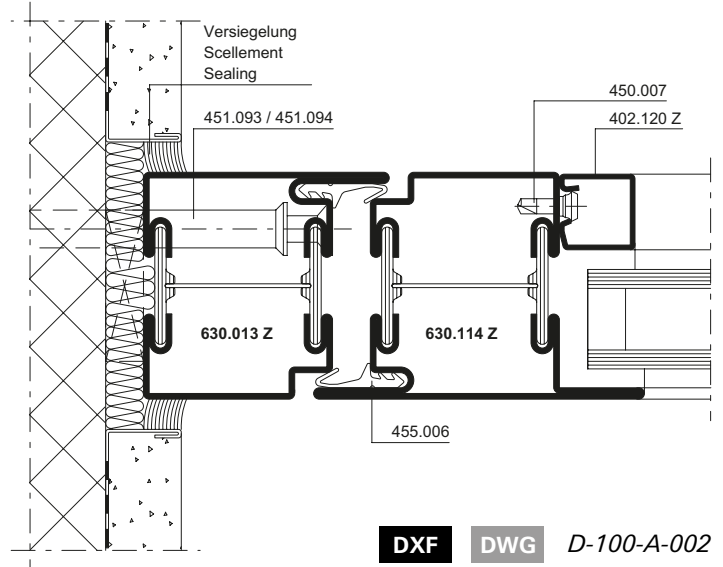 Versiegelung
Scellement
Sealing
451.093 / 451.094
450.007
402.120 Z
630.013 Z
630.114 Z
455.006
DXF DWG D-100-A-002